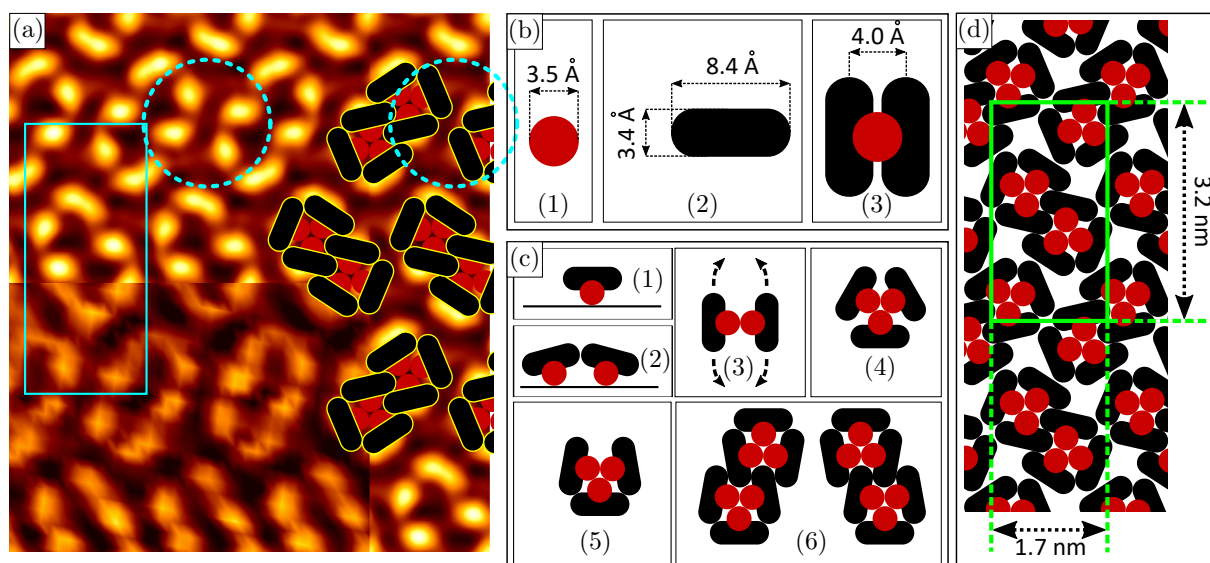 (a)
(b)
3.5 Å
(1)
8.4 Å
3.4 Å
(2)
4.0 Å
(3)
(c)
(1)
(2)
(3)
(4)
(5)
(6)
(d)
3.2 nm
1.7 nm